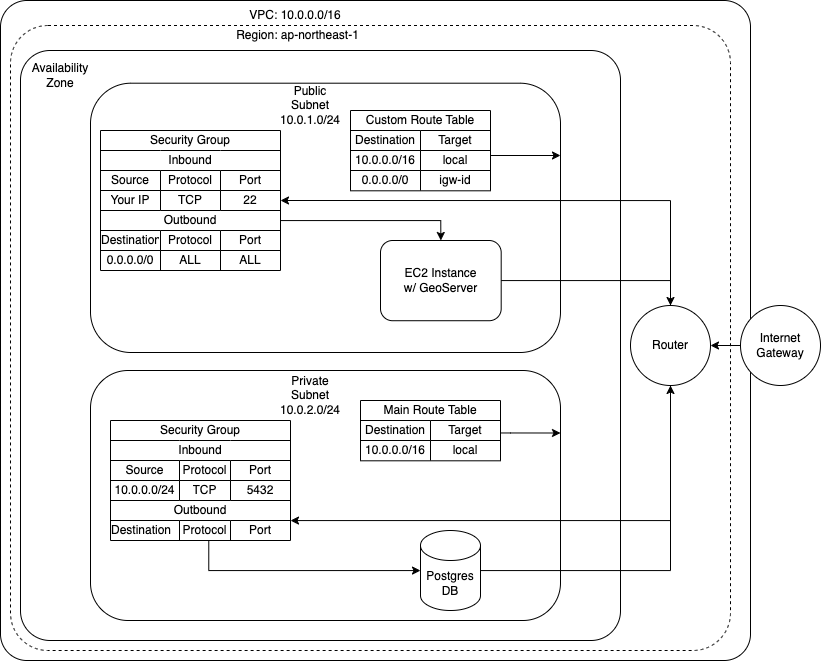 VPC: 10.0.0.0/16
Region: ap-northeast-1
Availability
Zone
Public
Subnet
10.0.1.0/24
Custom Route Table
Destination Target
10.0.0.0/16 local
0.0.0.0/0 igw-id
Security Group
Inbound
Source Protocol Port
Your IP TCP 22
Outbound
Destination Protocol Port
0.0.0.0/0 ALL ALL
EC2 Instance
w/ GeoServer
Router
Internet
Gateway
Private
Subnet
10.0.2.0/24
Main Route Table
Destination Target
10.0.0.0/16 local
Security Group
Inbound
Source Protocol Port
10.0.0.0/24 TCP 5432
Outbound
Destination Protocol Port
Postgres
DB